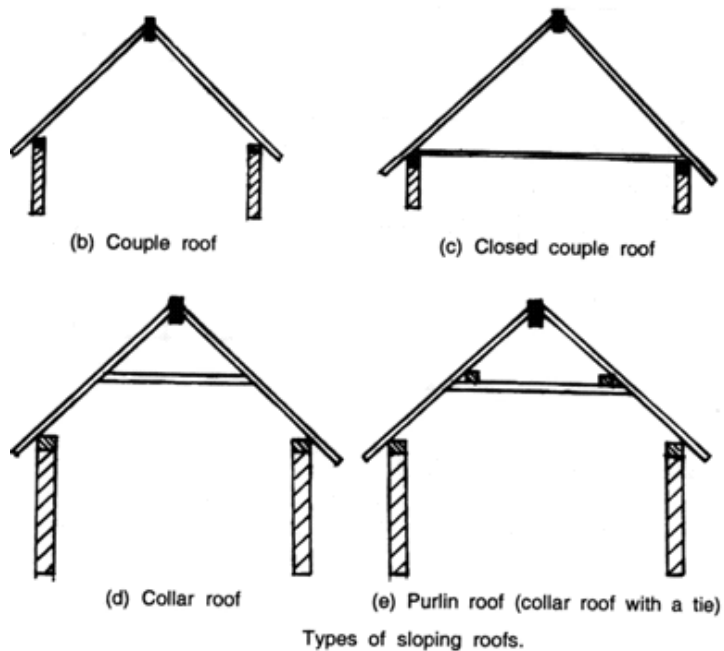 (b) Couple roof
(c) Closed couple roof
(d) Collar roof
(e) Purlin roof (collar roof with a tie)
Types of sloping roofs.